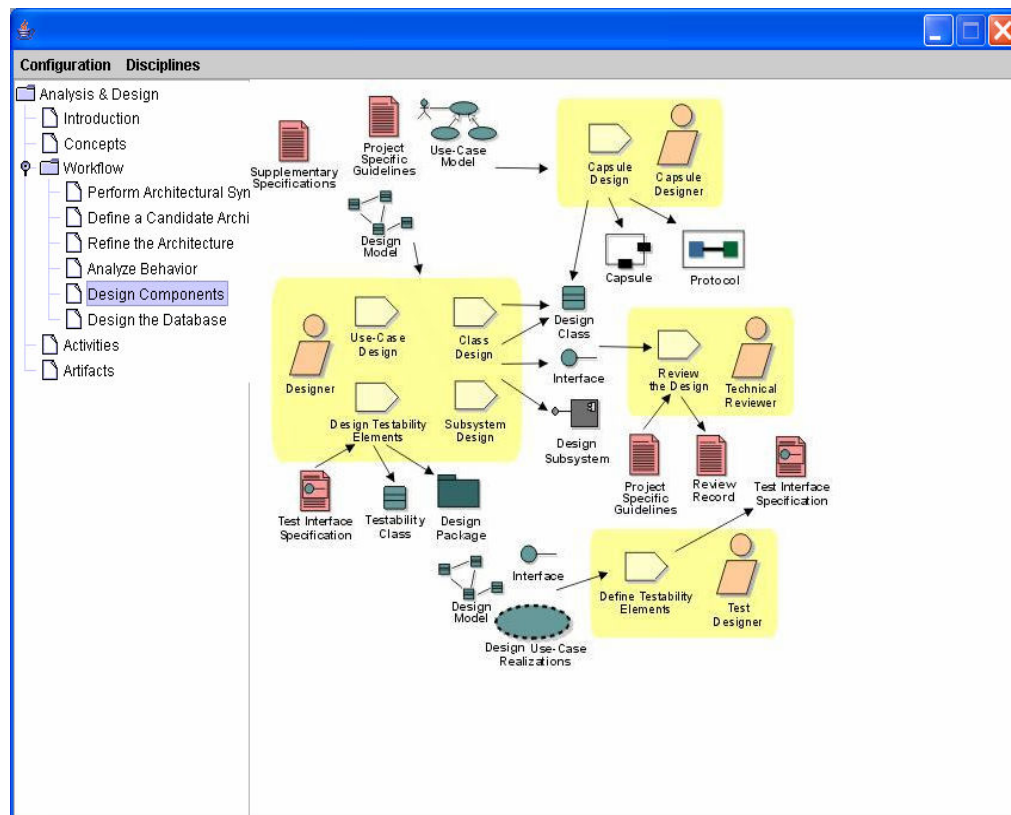 Configuration Disciplines
Analysis & Design
Introduction
Concepts
Workflow
Perform Architectural Syn
Define a Candidate Archi
Refine the Architecture
Analyze Behavior
Design Components
Design the Database
Activities
Artifacts
Supplementary
Specifications
Project
Specific
Guidelines
Use-Case
Model
Capsule
Design
Capsule
Designer
Design
Model
Capsule
Protocol
Designer
Use-Case
Design
Class
Design
Design Testability
Elements
Subsystem
Design
Design
Class
Interface
Design
Subsystem
Review
the Design
Technical
Reviewer
Project
Specific
Guidelines
Review
Record
Test Interface
Specification
Test Interface
Specification
Testability
Class
Design
Package
Design
Model
Interface
Design Use-Case
Realizations
Define Testability
Elements
Test
Designer